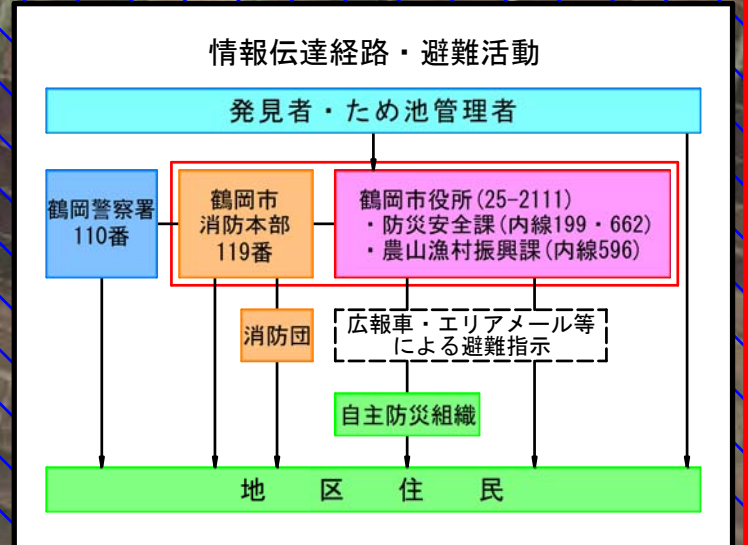 情報伝達経路・避難活動
発見者・ため池管理者
鶴岡警察署
110番
鶴岡市
消防本部
119番
鶴岡市役所(25-2111)
・防災安全課(内線199・662)
・農山漁村振興課(内線596)
消防団
広報車・エリアメール等
による避難指示
自主防災組織
地区住民